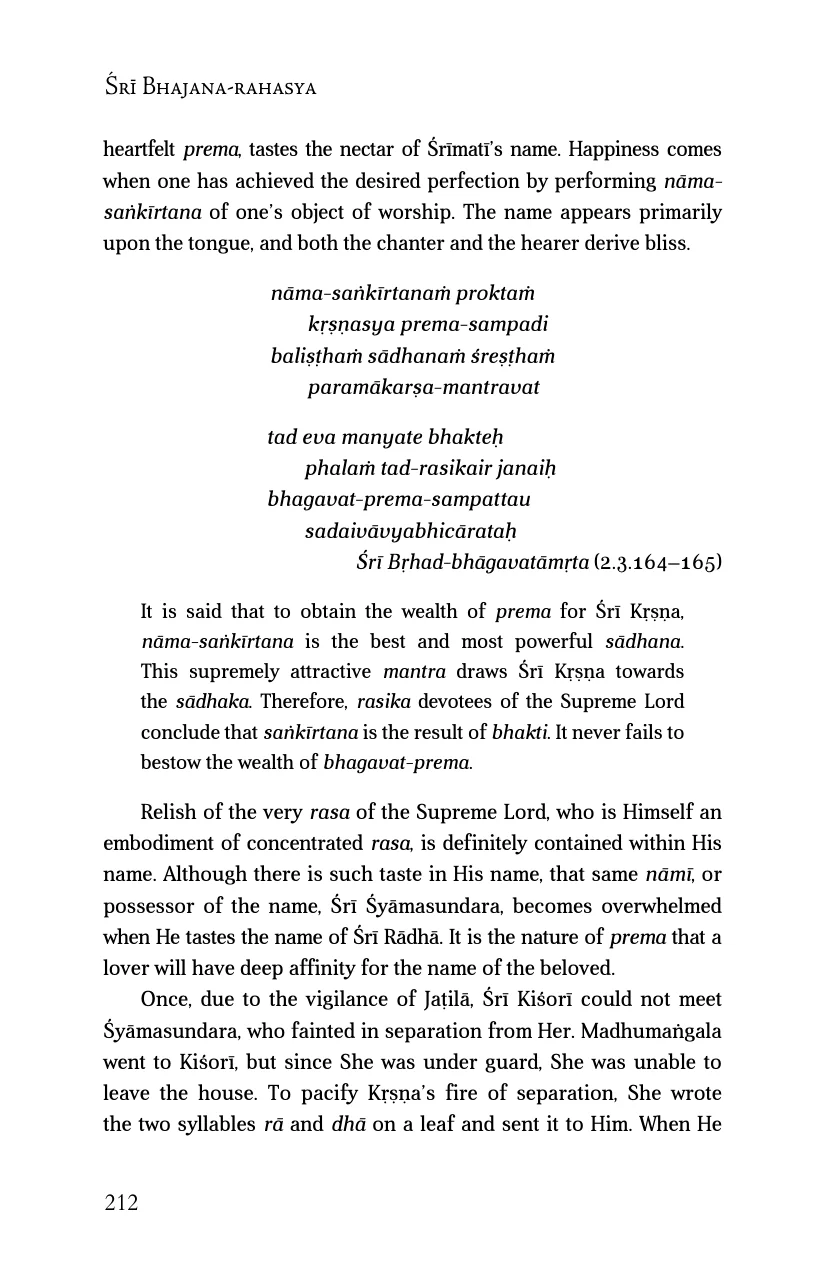 Śrī Bhajana-rahasya
heartfelt prema, tastes the nectar of Śrīmatī’s name. Happiness comes
when one has achieved the desired perfection by performing nāma-
saṅkīrtana of one’s object of worship. The name appears primarily
upon the tongue, and both the chanter and the hearer derive bliss.
nāma-saṅkīrtanaṁ proktaṁ
kṛṣṇasya prema-sampadi
baliṣṭhaṁ sādhanaṁ śreṣṭhaṁ
paramākarṣa-mantravat
tad eva manyate bhakteḥ
phalaṁ tad-rasikair janaiḥ
bhagavat-prema-sampattau
sadaivāvyabhicārataḥ
Śrī Bṛhad-bhāgavatāmṛta (2.3.164–165)
It is said that to obtain the wealth of prema for Śrī Kṛṣṇa,
nāma-saṅkīrtana is the best and most powerful sādhana.
This supremely attractive mantra draws Śrī Kṛṣṇa towards
the sādhaka. Therefore, rasika devotees of the Supreme Lord
conclude that saṅkīrtana is the result of bhakti. It never fails to
bestow the wealth of bhagavat-prema.
Relish of the very rasa of the Supreme Lord, who is Himself an
embodiment of concentrated rasa, is definitely contained within His
name. Although there is such taste in His name, that same nāmī, or
possessor of the name, Śrī Śyāmasundara, becomes overwhelmed
when He tastes the name of Śrī Rādhā. It is the nature of prema that a
lover will have deep affinity for the name of the beloved.
Once, due to the vigilance of Jaṭilā, Śrī Kiśorī could not meet
Śyāmasundara, who fainted in separation from Her. Madhumaṅgala
went to Kiśorī, but since She was under guard, She was unable to
leave the house. To pacify Kṛṣṇa’s fire of separation, She wrote
the two syllables rā and dhā on a leaf and sent it to Him. When He
212